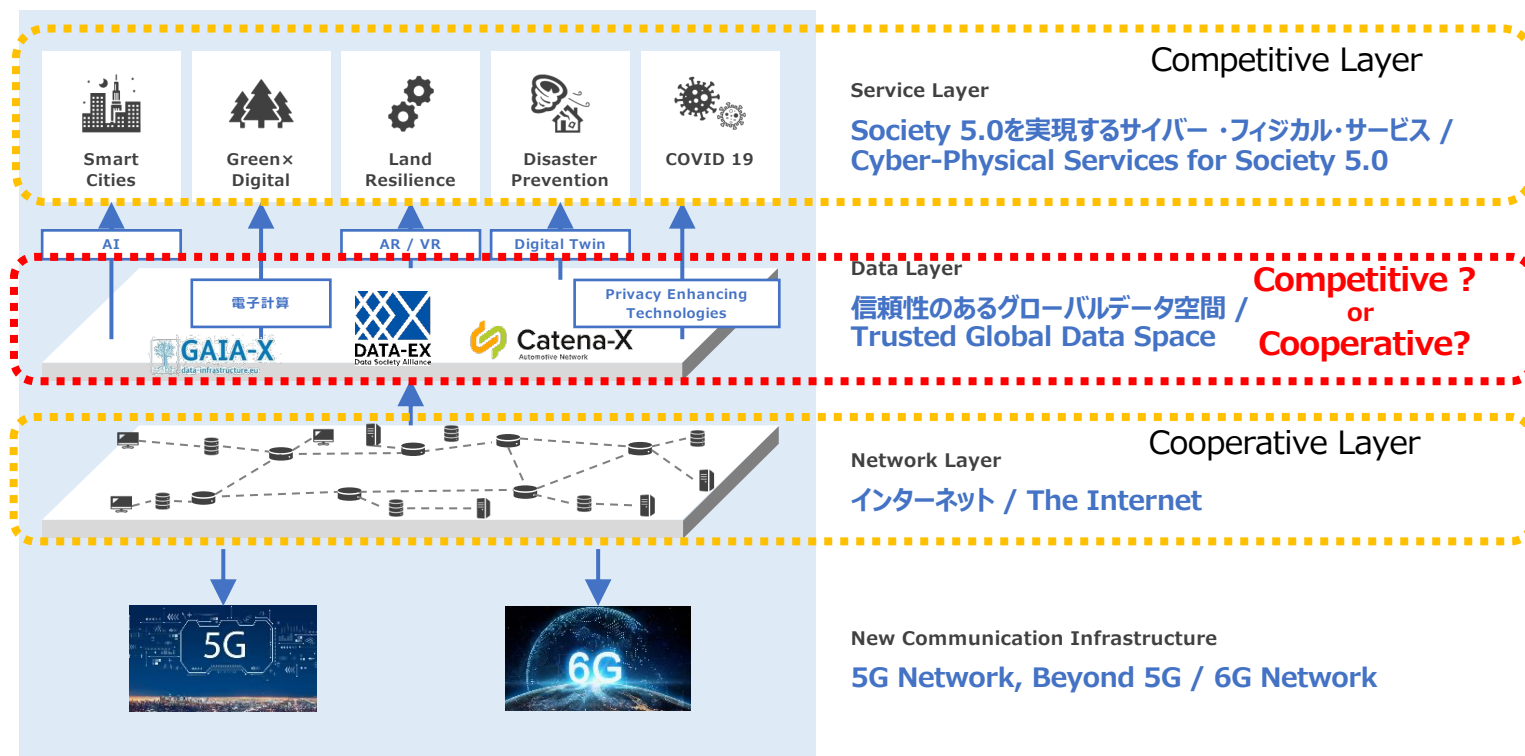 Competitive Layer
Service Layer
Society 5.0を実現するサイバー ・フィジカル・サービス /
Cyber-Physical Services for Society 5.0
Smart
Cities
Green×
Digital
Land
Resilience
Disaster
Prevention
COVID 19
AI
AR / VR
Digital Twin
電子計算
Privacy Enhancing
Technologies
GAIA-X
data-infrastructure.eu
DATA-EX
Data Society Alliance
Catena-X
Automotive Network
Data Layer
信頼性のあるグローバルデータ空間 /
Trusted Global Data Space
Competitive ?
or
Cooperative?
Cooperative Layer
Network Layer
インターネット / The Internet
5G
6G
New Communication Infrastructure
5G Network, Beyond 5G / 6G Network